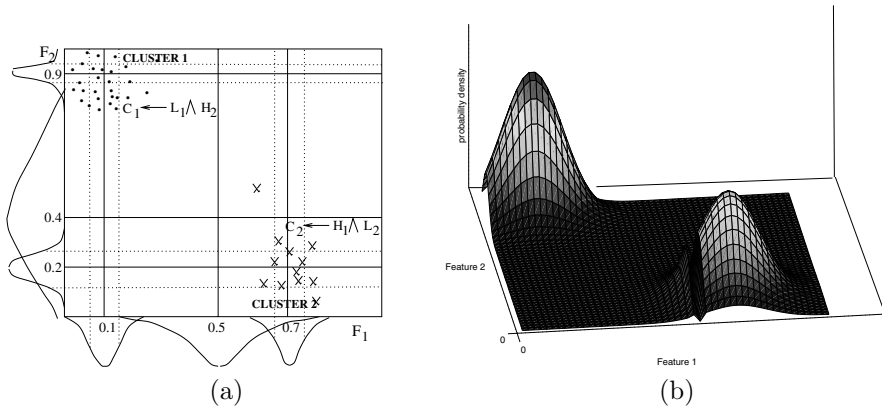 F2
CLUSTER 1
0.9
C1 ← L1 ∧ H2
0.4
C2 ← H1 ∧ L2
0.2
CLUSTER 2
0.1
0.5
0.7
F1
(a)
probability density
Feature 2
0
0
Feature 1
(b)